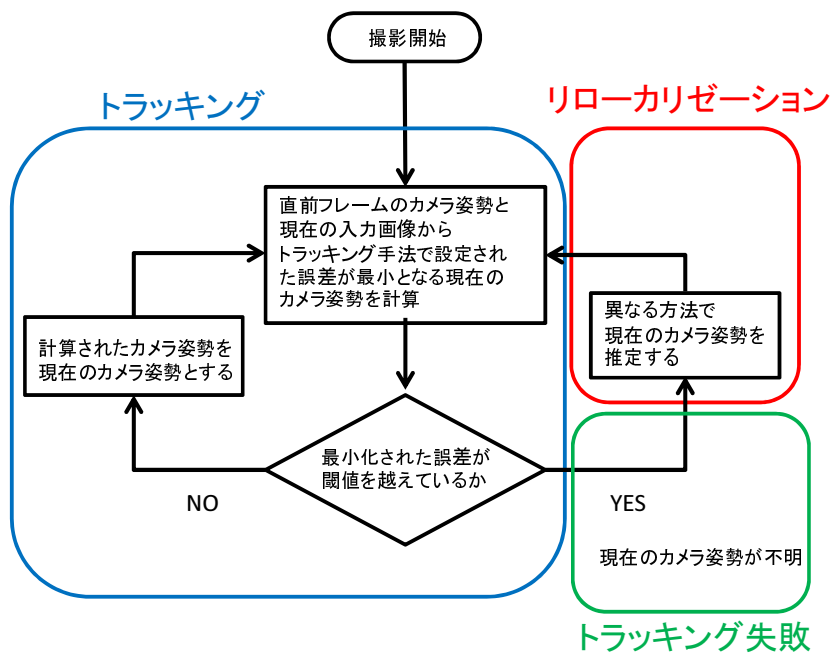 撮影開始
トラッキング
リローカリゼーション
直前フレームのカメラ姿勢と
現在の入力画像から
トラッキング手法で設定され
た誤差が最小となる現在の
カメラ姿勢を計算
計算されたカメラ姿勢を
現在のカメラ姿勢とする
異なる方法で
現在のカメラ姿勢を
推定する
最小化された誤差が
閾値を越えているか
NO
YES
現在のカメラ姿勢が不明
トラッキング失敗